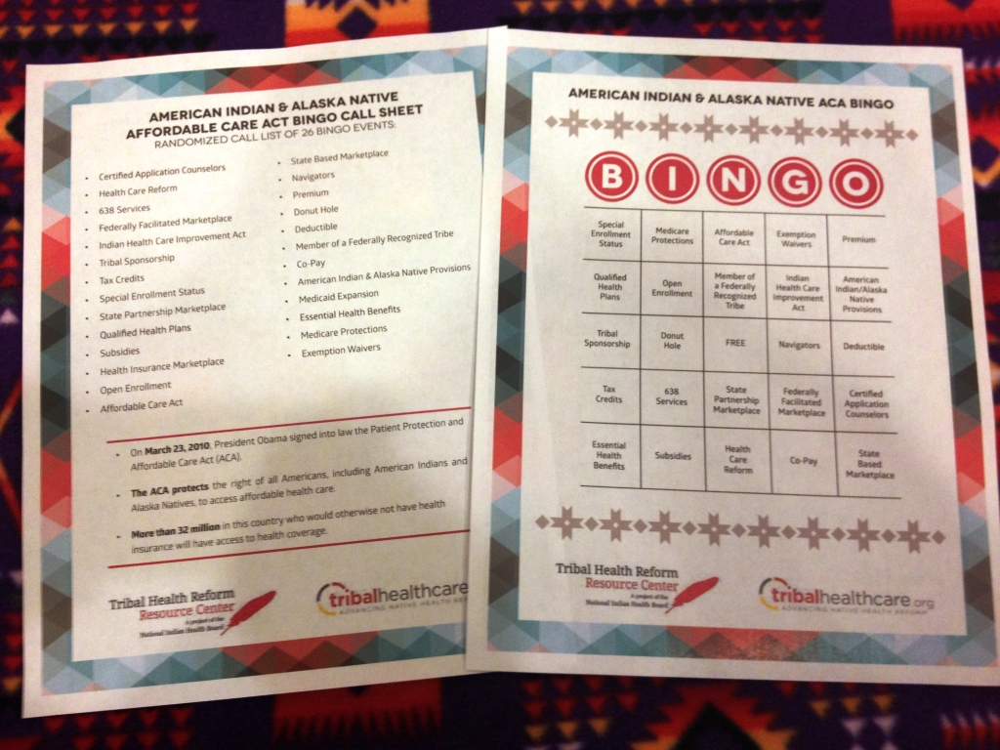 AMERICAN INDIAN & ALASKA NATIVE
AFFORDABLE CARE ACT BINGO CALL SHEET
RANDOMIZED CALL LIST OF 26 BINGO EVENTS:
• Certified Application Counselors
• Health Care Reform
• 638 Services
• Federally Facilitated Marketplace
• Indian Health Care Improvement Act
• Tribal Sponsorship
• Tax Credits
• Special Enrollment Status
• State Partnership Marketplace
• Qualified Health Plans
• Subsidies
• Health Insurance Marketplace
• Open Enrollment
• Affordable Care Act
• State Based Marketplace
• Navigators
• Premium
• Donut Hole
• Deductible
• Member of a Federally Recognized Tribe
• Co-Pay
• American Indian & Alaska Native Provisions
• Medicaid Expansion
• Essential Health Benefits
• Medicare Protections
• Exemption Waivers
• On March 23, 2010, President Obama signed into law the Patient Protection and
Affordable Care Act (ACA).
• The ACA protects the right of all Americans, including American Indians and
Alaska Natives, to access affordable health care.
• More than 32 million in this country who would otherwise not have health
insurance will have access to health coverage.
Tribal Health Reform
Resource Center
A project of the
National Indian Health Board
tribalhealthcare
ADVANCING NATIVE HEALTH
AMERICAN INDIAN & ALASKA NATIVE ACA BINGO
B I N G O
Special
Enrollment
Status
Medicare
Protections
Affordable
Care Act
Exemption
Waivers
Premium
Qualified
Health
Plans
Open
Enrollment
Member of
a Federally
Recognized
Tribe
Indian
Health Care
Improvement
Act
American
Indian/Alaska
Native
Provisions
Tribal
Sponsorship
Donut
Hole
FREE
Navigators
Deductible
Tax
Credits
638
Services
State
Partnership
Marketplace
Federally
Facilitated
Marketplace
Certified
Application
Counselors
Essential
Health
Benefits
Subsidies
Health
Care
Reform
Co-Pay
State
Based
Marketplace
Tribal Health Reform
Resource Center
A project of the
National Indian Health Board
tribalhealthcare.org
ADVANCING NATIVE HEALTH REFORM